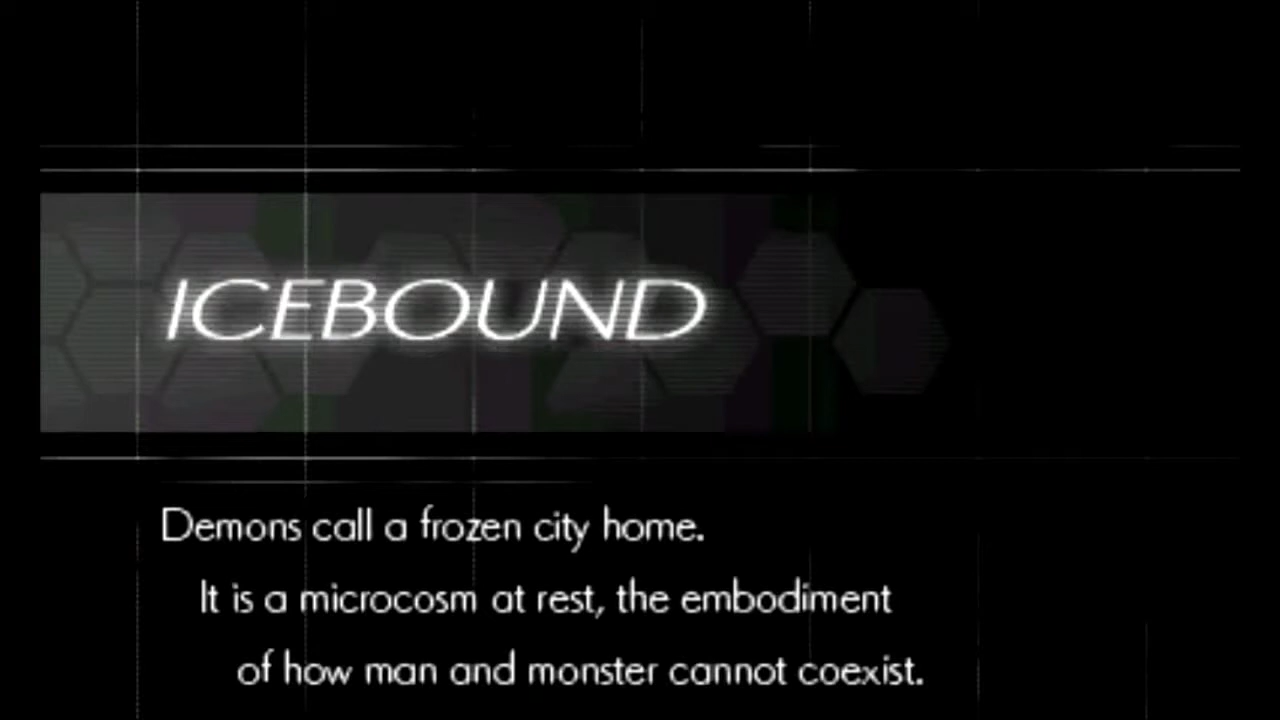 ICEBOUND
Demons call a frozen city home.
It is a microcosm at rest, the embodiment
of how man and monster cannot coexist.